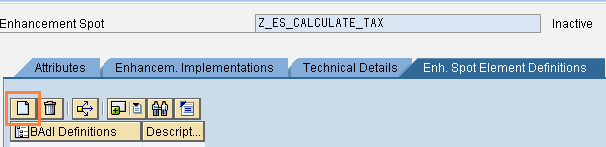 Enhancement Spot Z_ES_CALCULATE_TAX Inactive
Attributes Enhancem. Implementations Technical Details Enh. Spot Element Definitions
BAdI Definitions Descript...